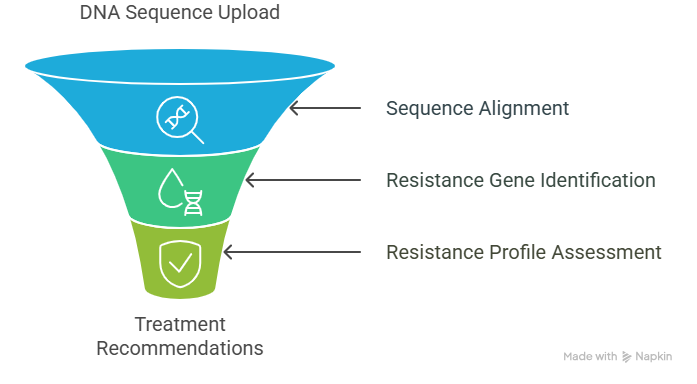 DNA Sequence Upload
Sequence Alignment
Resistance Gene Identification
Resistance Profile Assessment
Treatment
Recommendations
Made with Napkin